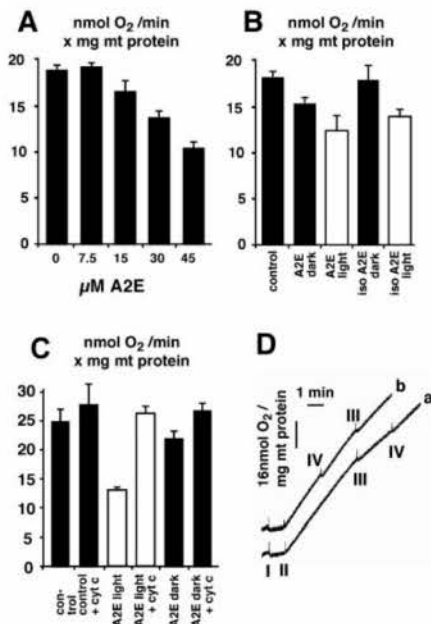 A
nmol O2 /min
x mg mt protein
20
15
10
5
0
0 7.5 15 30 45
µM A2E
B
nmol O2 /min
x mg mt protein
20
15
10
5
0
control
A2E dark
A2E light
iso A2E dark
iso A2E light
C
nmol O2 /min
x mg mt protein
30
25
20
15
10
5
0
con-
trol
control
+ cyt c
A2E light
A2E light
+ cyt c
A2E dark
A2E dark
+ cyt c
D
1 min
16nmol O2 /
mg mt protein
b
a
III
IV
III
IV
I II